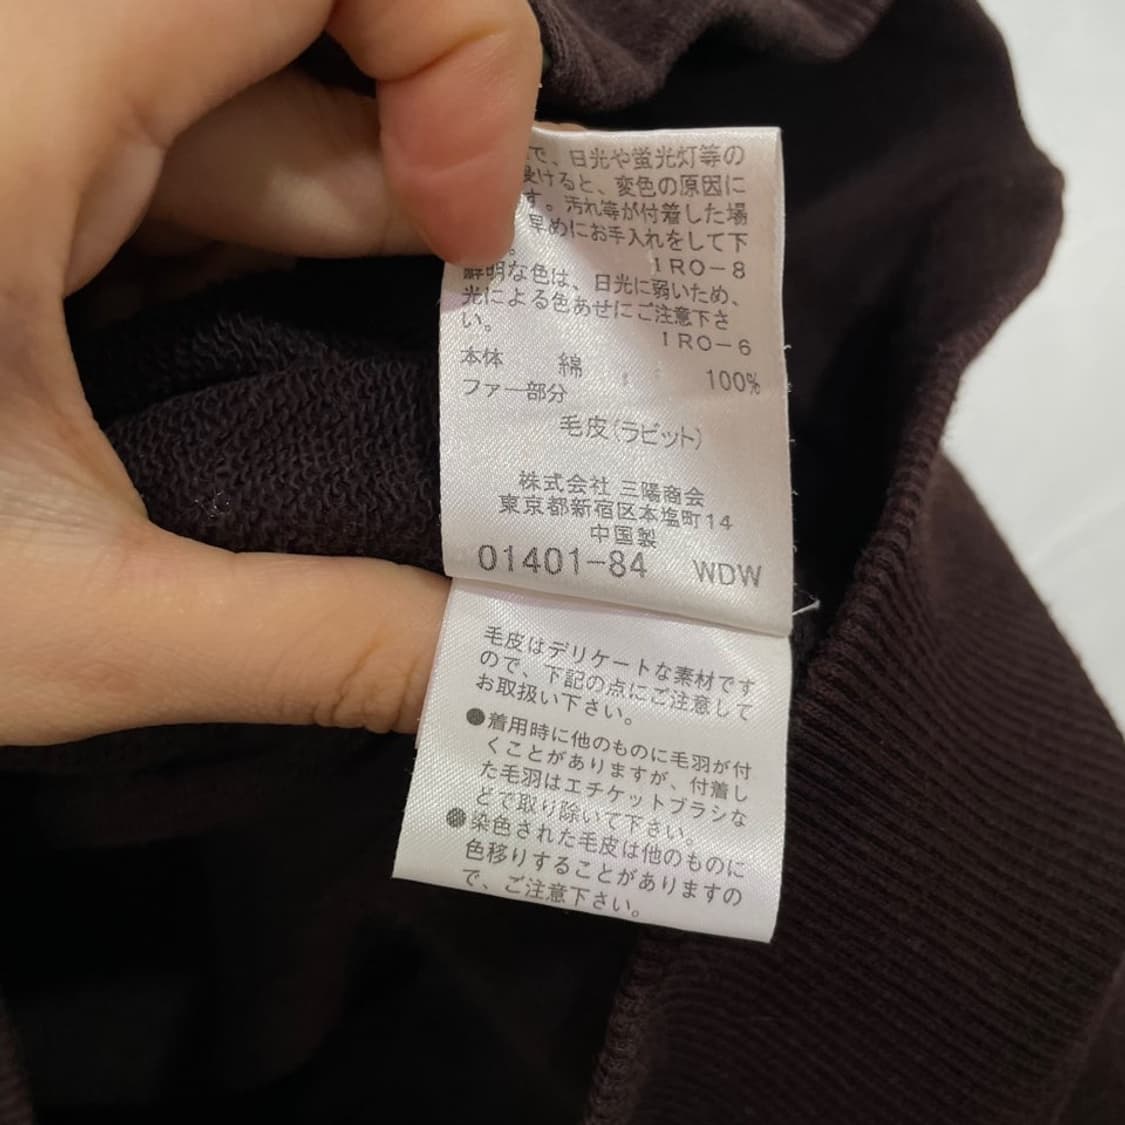 で、日光や蛍光灯等の
受けると、変色の原因に
す。汚れ等が付着した場
早めにお手入れをして下
。
IRO-8
鮮明な色は、日光に弱いため、
光による色あせにご注意下さ
い。
IRO-6
本体 綿 100%
ファー部分
毛皮(ラビット)
株式会社 三陽商会
東京都新宿区本塩町14
中国製
01401-84 WDW
毛皮はデリケートな素材です
ので、下記の点にご注意して
お取扱い下さい。
●着用時に他のものに毛羽が付
くことがありますが、付着し
た毛羽はエチケットブラシな
どで取り除いて下さい。
●染色された毛皮は他のものに
色移りすることがありますの
で、ご注意下さい。